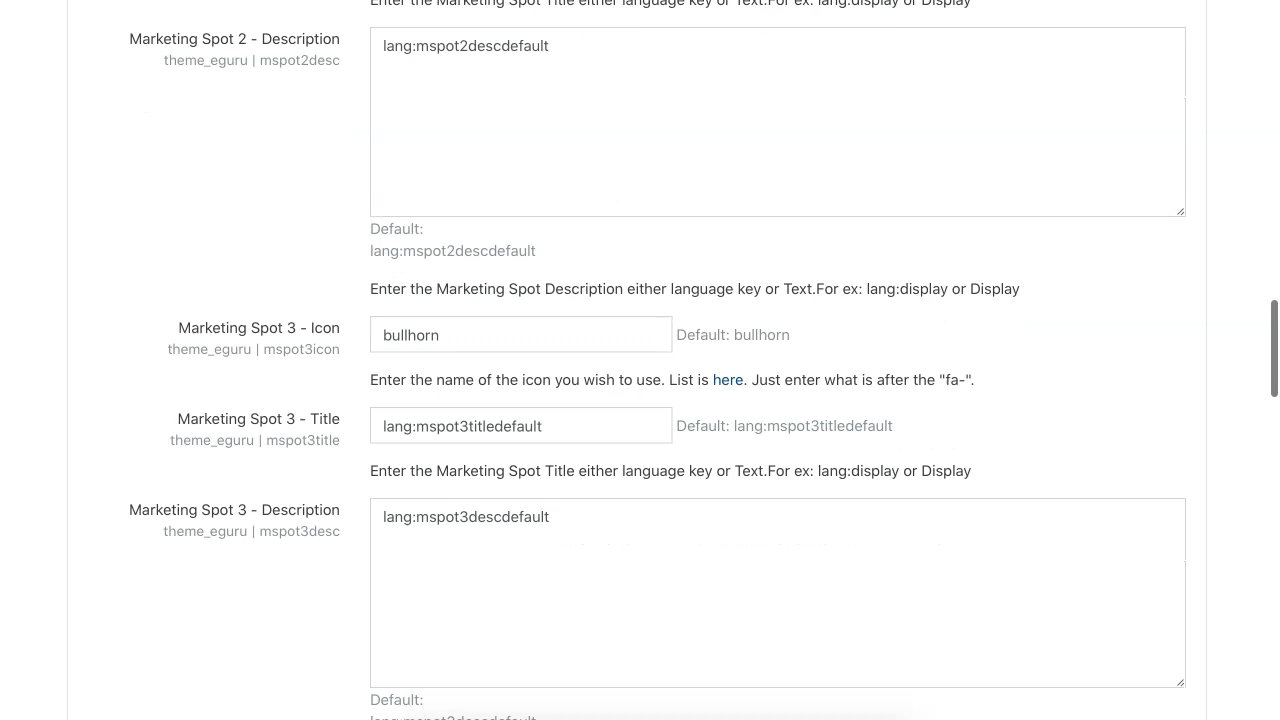 Enter the Marketing Spot Title either language key or Text.For ex: lang:display or Display
Marketing Spot 2 - Description
theme_eguru | mspot2desc
lang:mspot2descdefault
Default:
lang:mspot2descdefault
Enter the Marketing Spot Description either language key or Text.For ex: lang:display or Display
Marketing Spot 3 - Icon
theme_eguru | mspot3icon
bullhorn
Default: bullhorn
Enter the name of the icon you wish to use. List is here. Just enter what is after the "fa-".
Marketing Spot 3 - Title
theme_eguru | mspot3title
lang:mspot3titledefault
Default: lang:mspot3titledefault
Enter the Marketing Spot Title either language key or Text.For ex: lang:display or Display
Marketing Spot 3 - Description
theme_eguru | mspot3desc
lang:mspot3descdefault
Default: